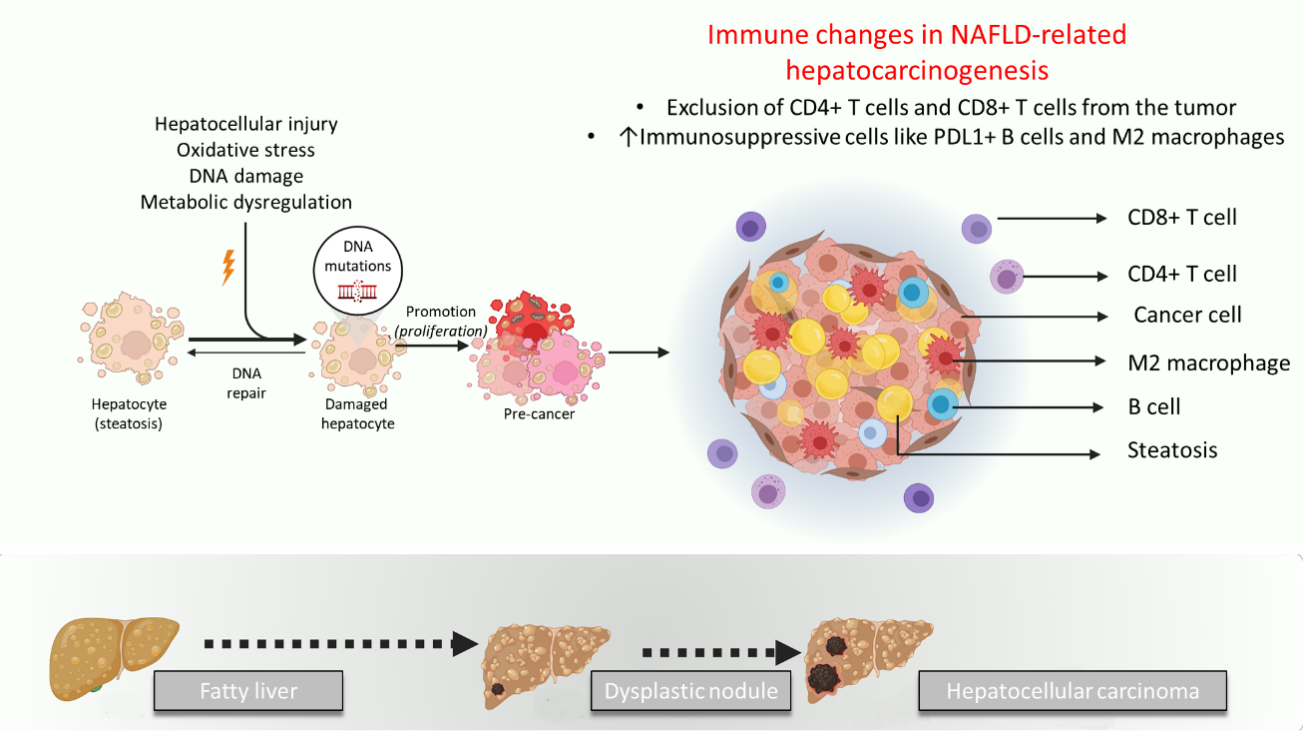 Immune changes in NAFLD-related
hepatocarcinogenesis
• Exclusion of CD4+ T cells and CD8+ T cells from the tumor
• ↑Immunosuppressive cells like PDL1+ B cells and M2 macrophages
Hepatocellular injury
Oxidative stress
DNA damage
Metabolic dysregulation
DNA
mutations
Promotion
(proliferation)
DNA
repair
Hepatocyte
(steatosis)
Damaged
hepatocyte
Pre-cancer
CD8+ T cell
CD4+ T cell
Cancer cell
M2 macrophage
B cell
Steatosis
Fatty liver
Dysplastic nodule
Hepatocellular carcinoma